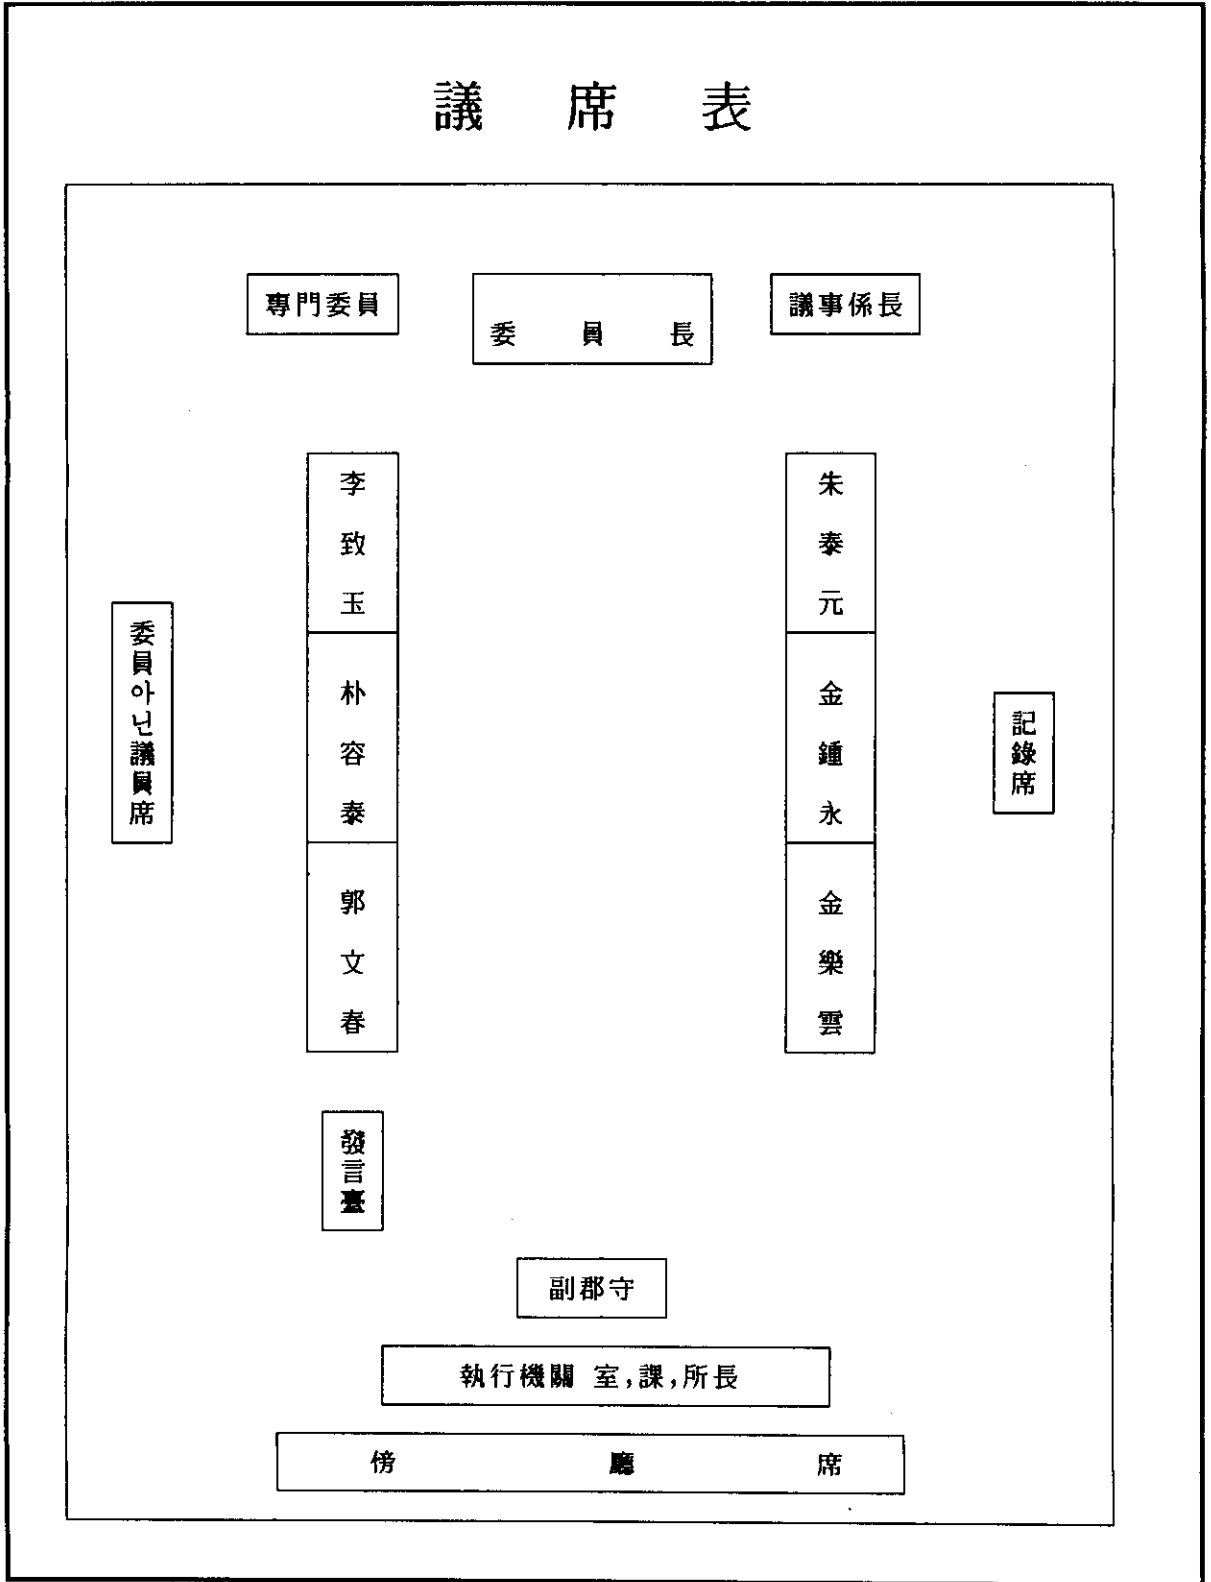 議席表
專門委員
委員長
議事係長
李致玉
朱泰元
朴容泰
金鍾永
郭文春
金樂雲
委員아닌議員席
記錄席
發言臺
副郡守
執行機關 室,課,所長
傍廳席